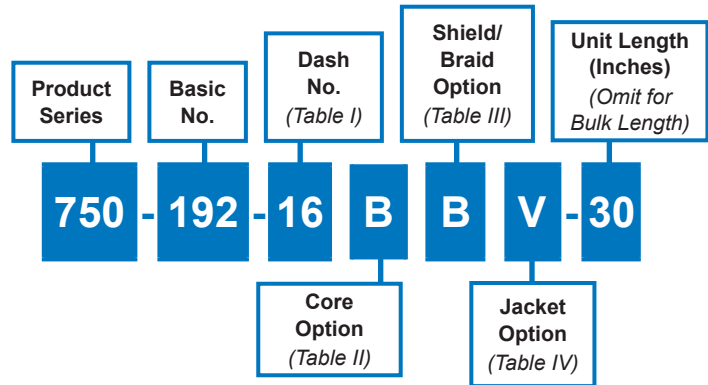 Product
Series
Basic
No.
Dash
No.
(Table I)
Shield/
Braid
Option
(Table III)
Unit Length
(Inches)
(Omit for
Bulk Length)
750 - 192 - 16 B B V - 30
Core
Option
(Table II)
Jacket
Option
(Table IV)